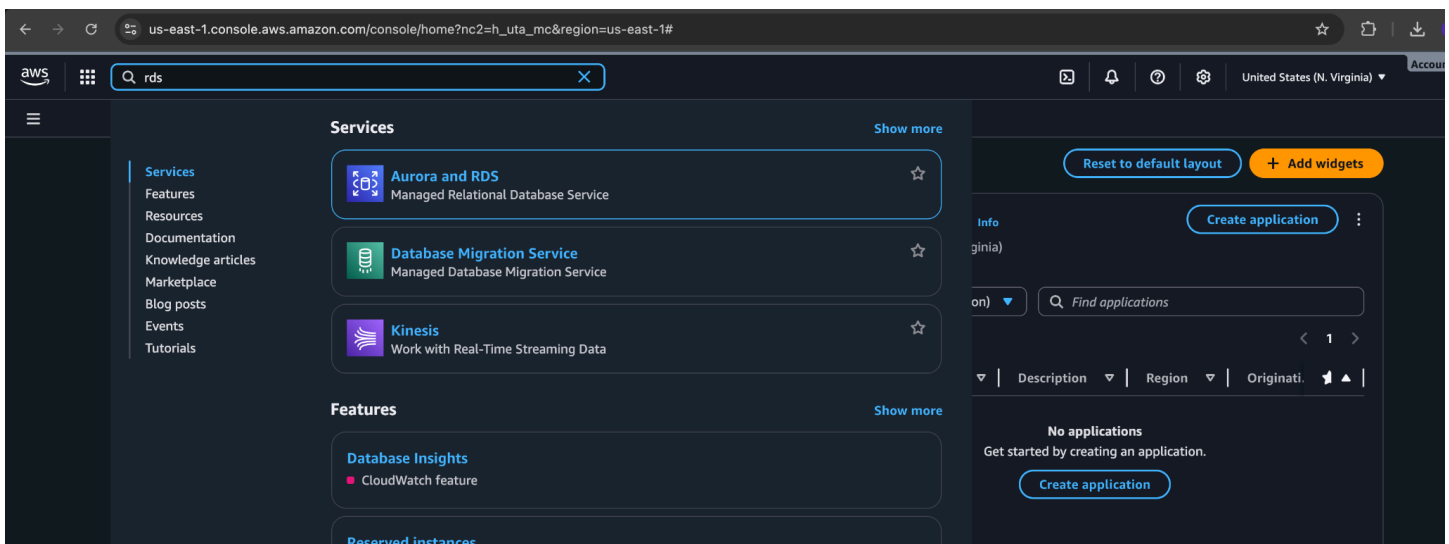 us-east-1.console.aws.amazon.com/console/home?nc2=h_uta_mc&region=us-east-1#
aws
rds
United States (N. Virginia)
Accoun
Services
Show more
Services
Features
Resources
Documentation
Knowledge articles
Marketplace
Blog posts
Events
Tutorials
Aurora and RDS
Managed Relational Database Service
Database Migration Service
Managed Database Migration Service
Kinesis
Work with Real-Time Streaming Data
Features
Show more
Database Insights
CloudWatch feature
Reserved instances
Reset to default layout
+ Add widgets
Info
Create application
ginia)
on)
Find applications
1
Description
Region
Originati.
No applications
Get started by creating an application.
Create application